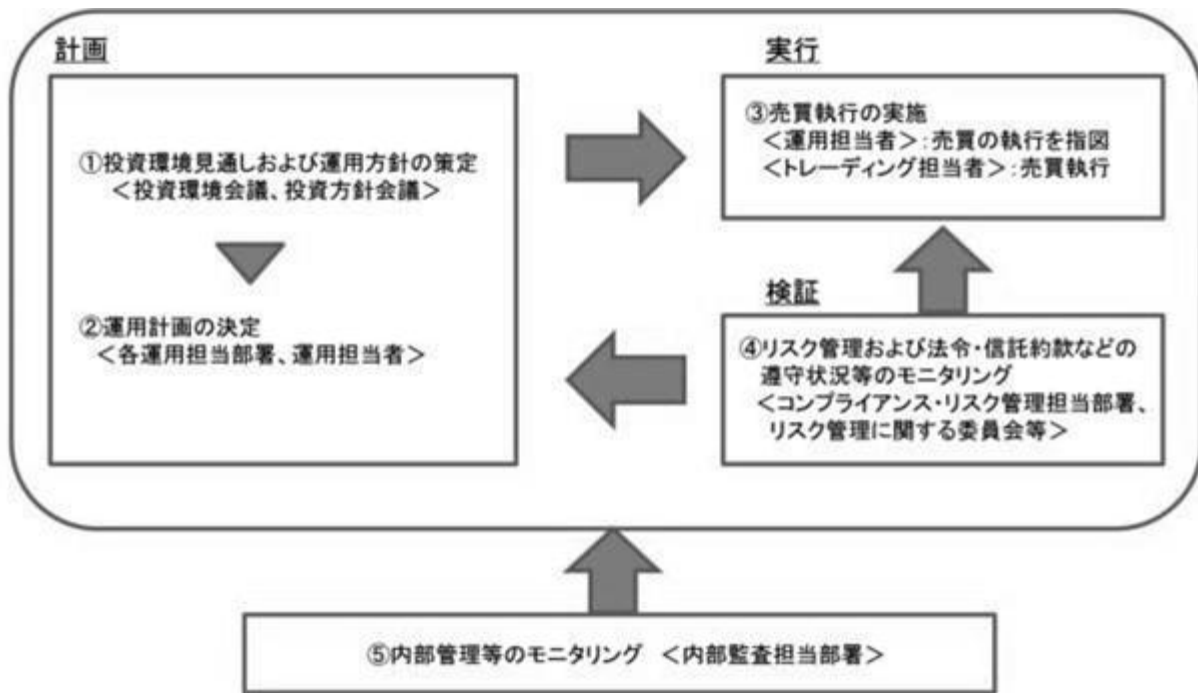 計画
①投資環境見通しおよび運用方針の策定
＜投資環境会議、投資方針会議＞
②運用計画の決定
＜各運用担当部署、運用担当者＞
実行
③売買執行の実施
＜運用担当者＞：売買の執行を指図
＜トレーディング担当者＞：売買執行
検証
④リスク管理および法令・信託約款などの
遵守状況等のモニタリング
＜コンプライアンス・リスク管理担当部署、
リスク管理に関する委員会等＞
⑤内部管理等のモニタリング ＜内部監査担当部署＞